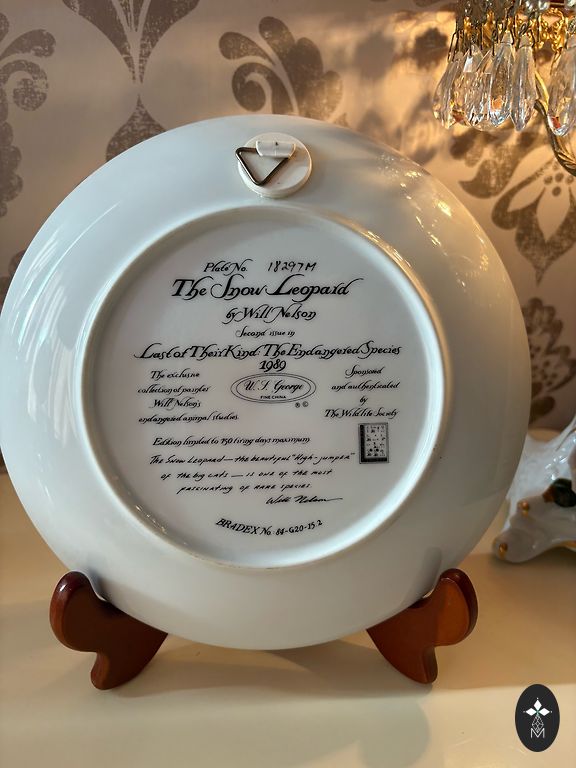 Plate No. 18297M
The Snow Leopard
by Will Nelson
Second issue in
Last of Their Kind: The Endangered Species
1989
The exclusive
collection of painter
Will Nelson's
endangered animal studies.
W. S. George
FINE CHINA
® ©
Sponsored
and authenticated
by
The Wildlife Society
Edition limited to 150 firing days maximum
The Snow Leopard — the beautiful "high-jumper"
of the big cats — is one of the most
fascinating of rare species.
Will Nelson
BRADEX No. 84-G20-15.2
M